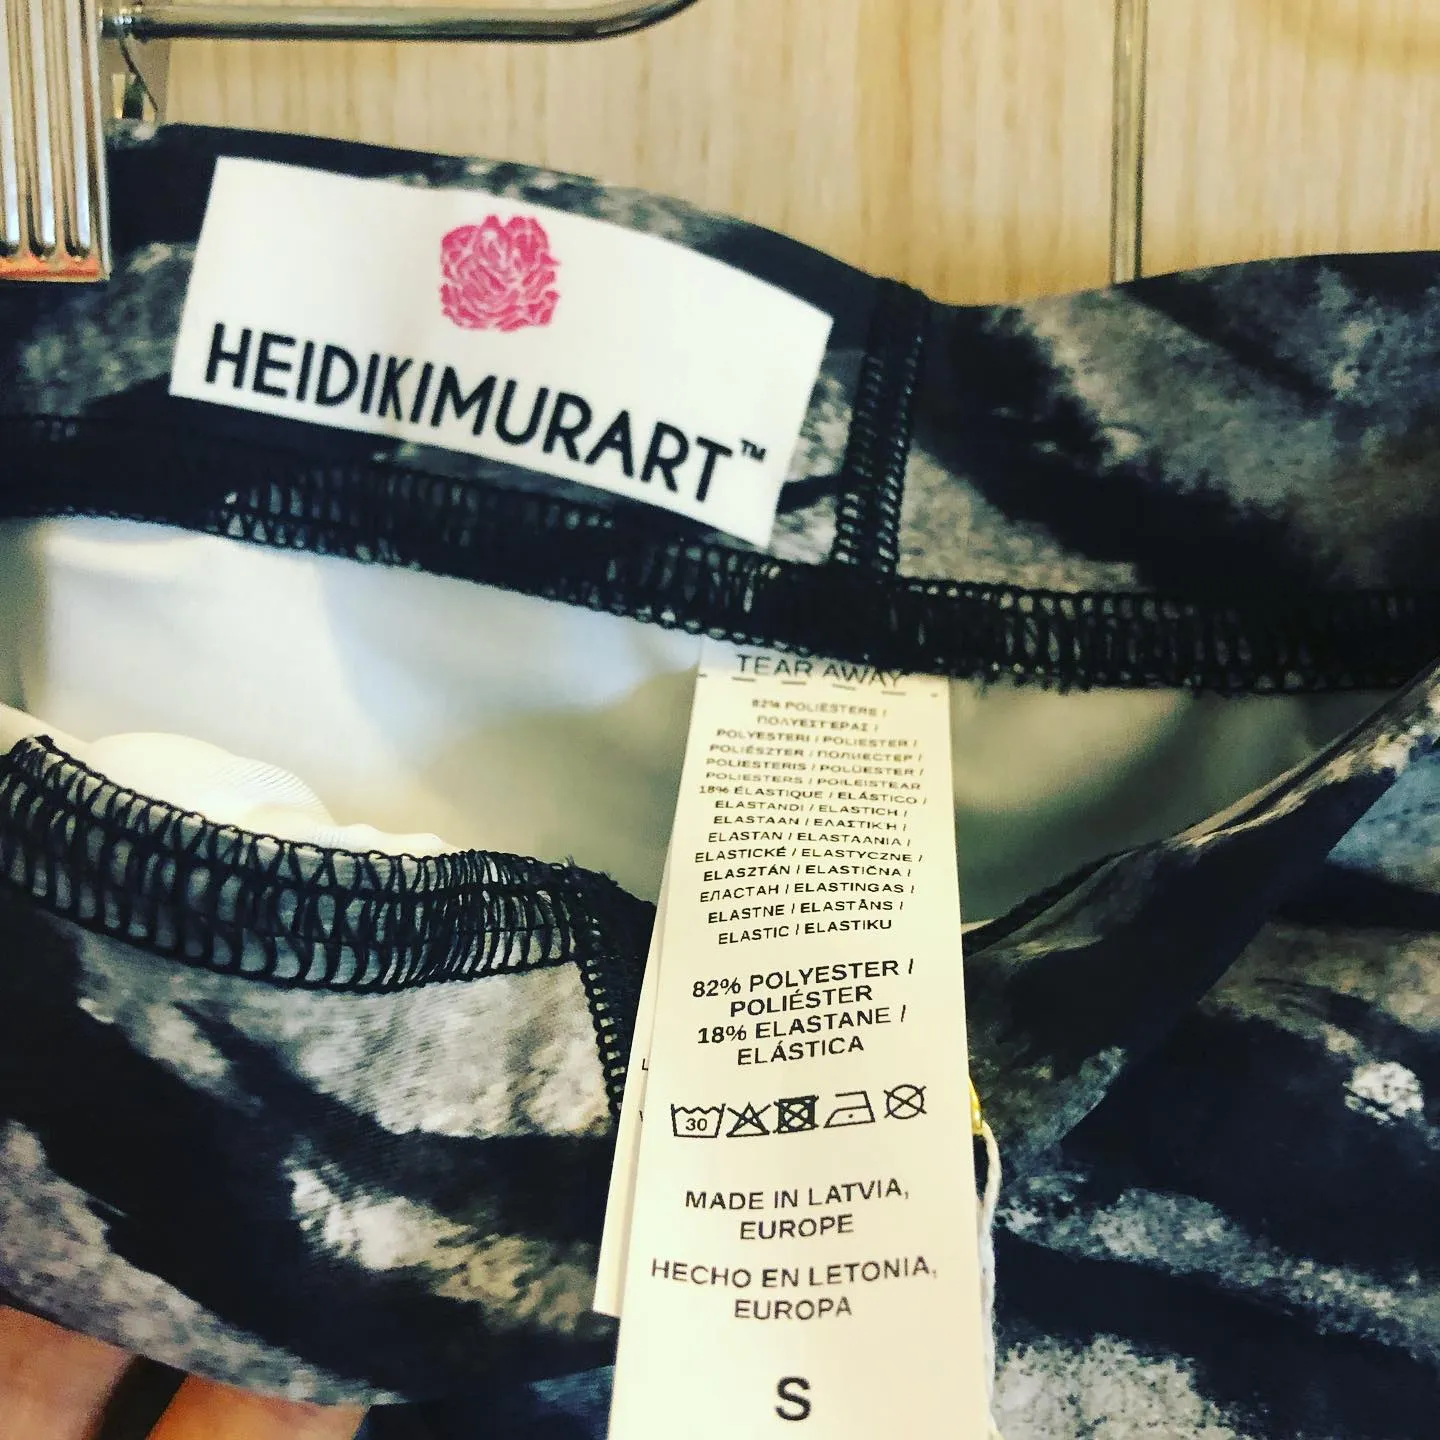 HEIDIKIMURART™
TEAR AWAY
82% POLIESTERE /
ΠΟΛΥΕΣΤΕΡΑΣ /
POLYESTERI / POLIESTER /
POLIÉSZTER / ПОЛИЕСТЕР /
POLIESTERIS / POLÜESTER /
POLIESTERS / POILEISTEAR
18% ÉLASTIQUE / ELÁSTICO /
ELASTANDI / ELASTICH /
ELASTAAN / ΕΛΑΣΤΙΚΗ /
ELASTAN / ELASTAANIA /
ELASTICKÉ / ELASTYCZNE /
ELASZTÁN / ELASTIČNA /
ЕЛАСТАН / ELASTINGAS /
ELASTNE / ELASTĀNS /
ELASTIC / ELASTIKU
82% POLYESTER /
POLIÉSTER
18% ELASTANE /
ELÁSTICA
30
MADE IN LATVIA,
EUROPE
HECHO EN LETONIA,
EUROPA
S